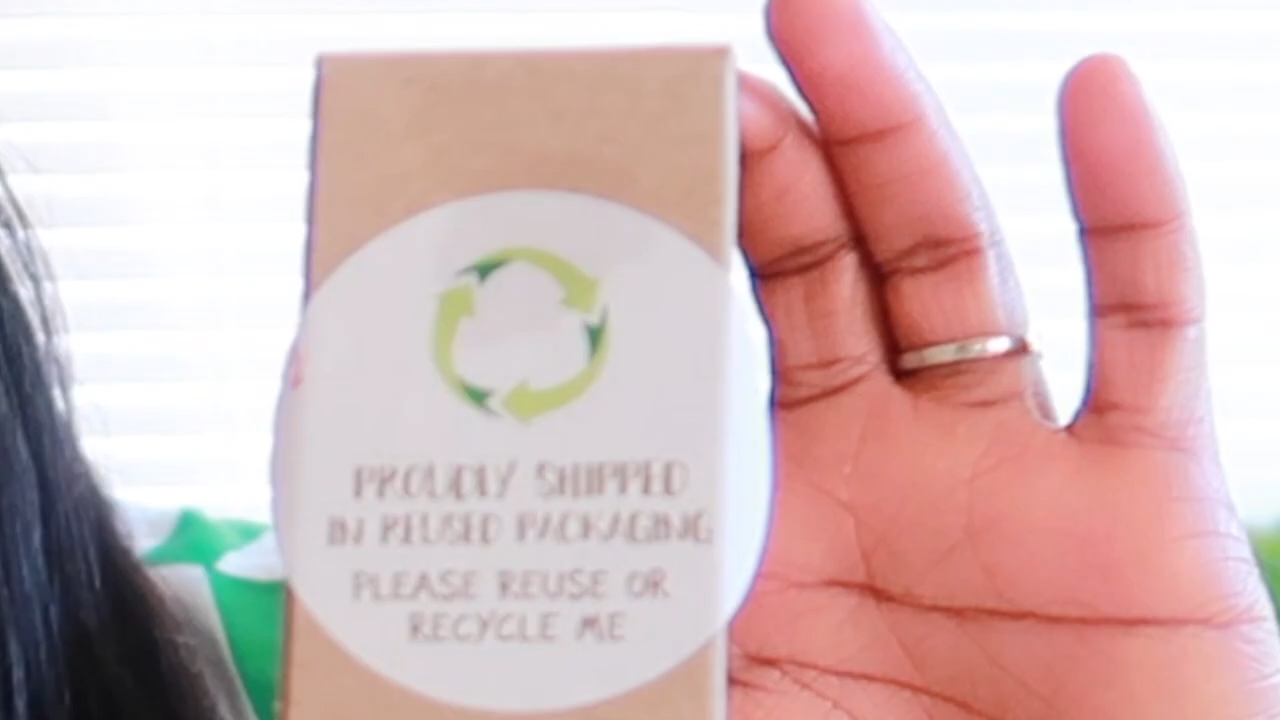 PROUDLY SHIPPED
IN REUSED PACKAGING
PLEASE REUSE OR
RECYCLE ME